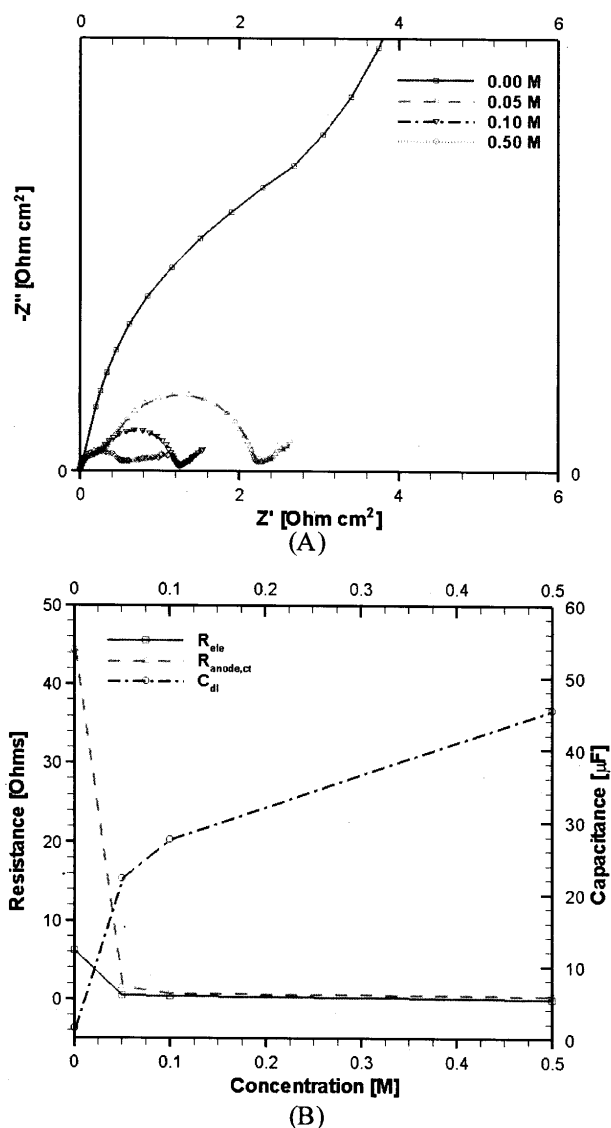 0 2 4 6
0.00 M
0.05 M
0.10 M
0.50 M
-Z" [Ohm cm²]
0 0
0 2 4 6
Z' [Ohm cm²]
(A)
0 0.1 0.2 0.3 0.4 0.5
50 60
R_ele
R_anode,ct
C_dl
40 50
30 40
20 30
10 20
0 10
0
Resistance [Ohms]
Capacitance [µF]
0 0.1 0.2 0.3 0.4 0.5
Concentration [M]
(B)